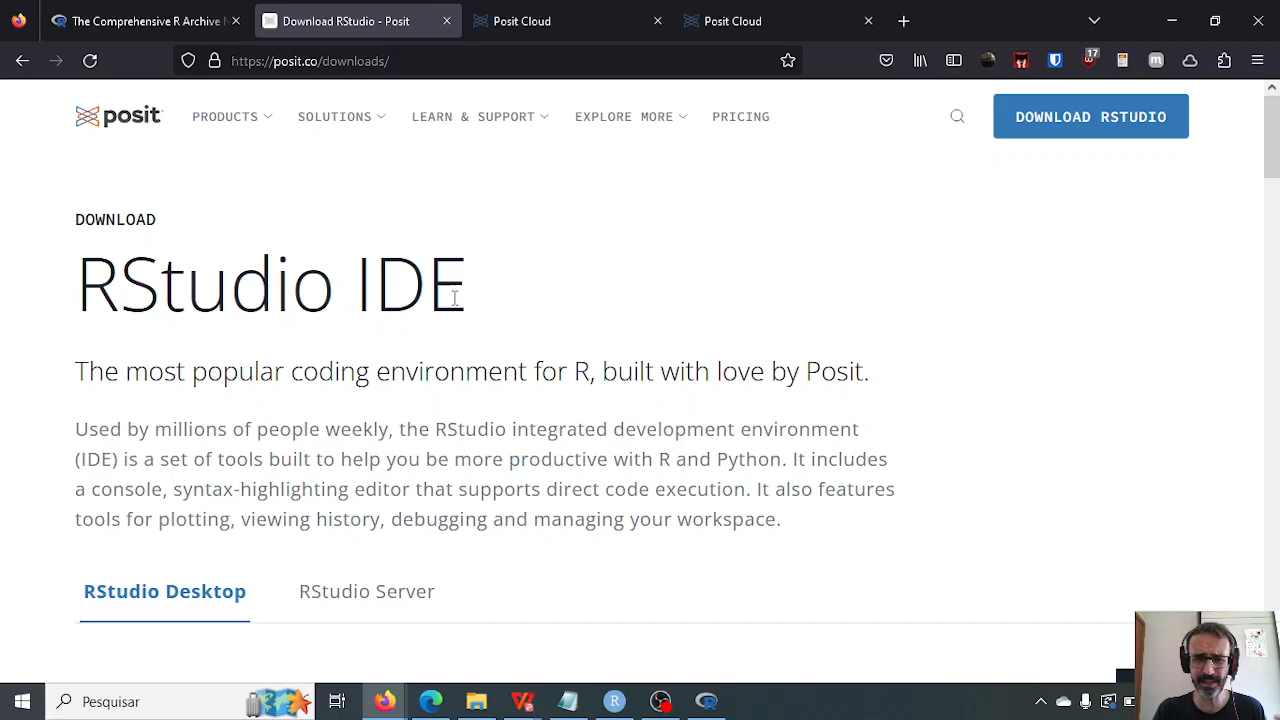 The Comprehensive R Archive N
Download RStudio - Posit
Posit Cloud
Posit Cloud
https://posit.co/downloads/
17
posit
PRODUCTS
SOLUTIONS
LEARN & SUPPORT
EXPLORE MORE
PRICING
DOWNLOAD RSTUDIO
DOWNLOAD
RStudio IDE
The most popular coding environment for R, built with love by Posit.
Used by millions of people weekly, the RStudio integrated development environment
(IDE) is a set of tools built to help you be more productive with R and Python. It includes
a console, syntax-highlighting editor that supports direct code execution. It also features
tools for plotting, viewing history, debugging and managing your workspace.
RStudio Desktop
RStudio Server
Pesquisar